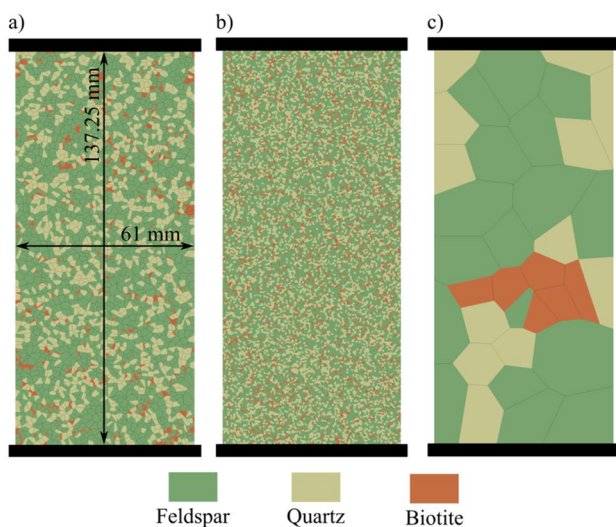 a)
b)
c)
137.25 mm
61 mm
Feldspar
Quartz
Biotite